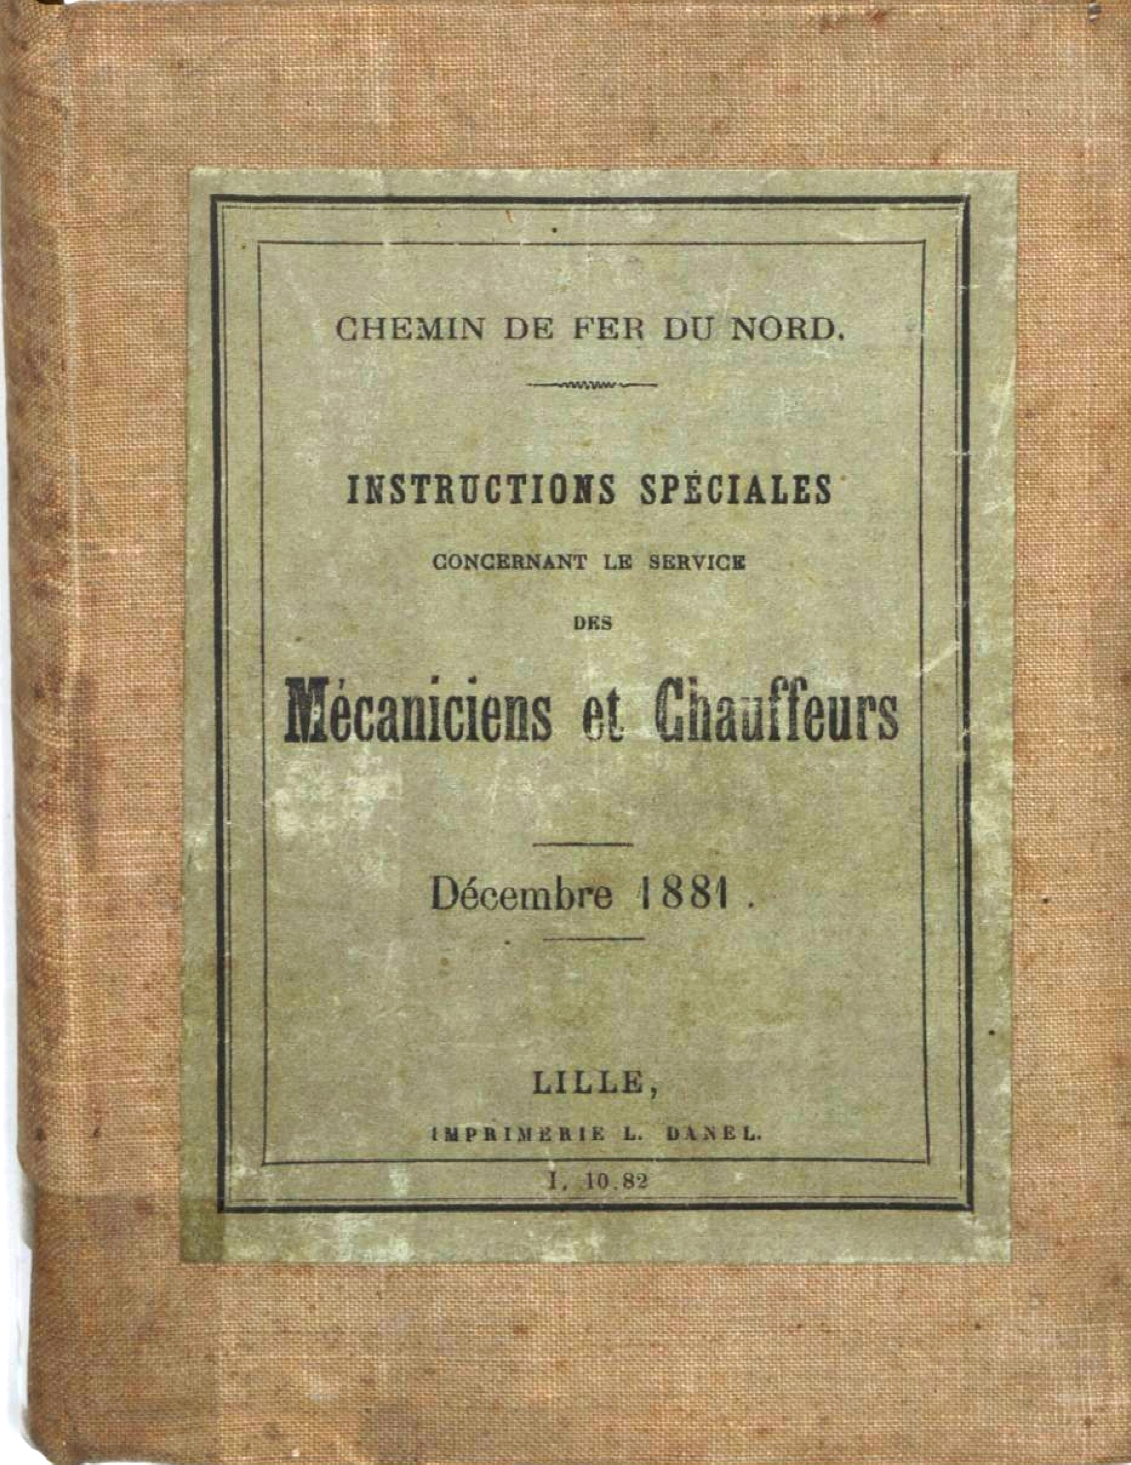 CHEMIN DE FER DU NORD.
INSTRUCTIONS SPÉCIALES
CONCERNANT LE SERVICE
DES
Mécaniciens et Chauffeurs
Décembre 1881.
LILLE,
IMPRIMERIE L. DANEL.
I. 10.82